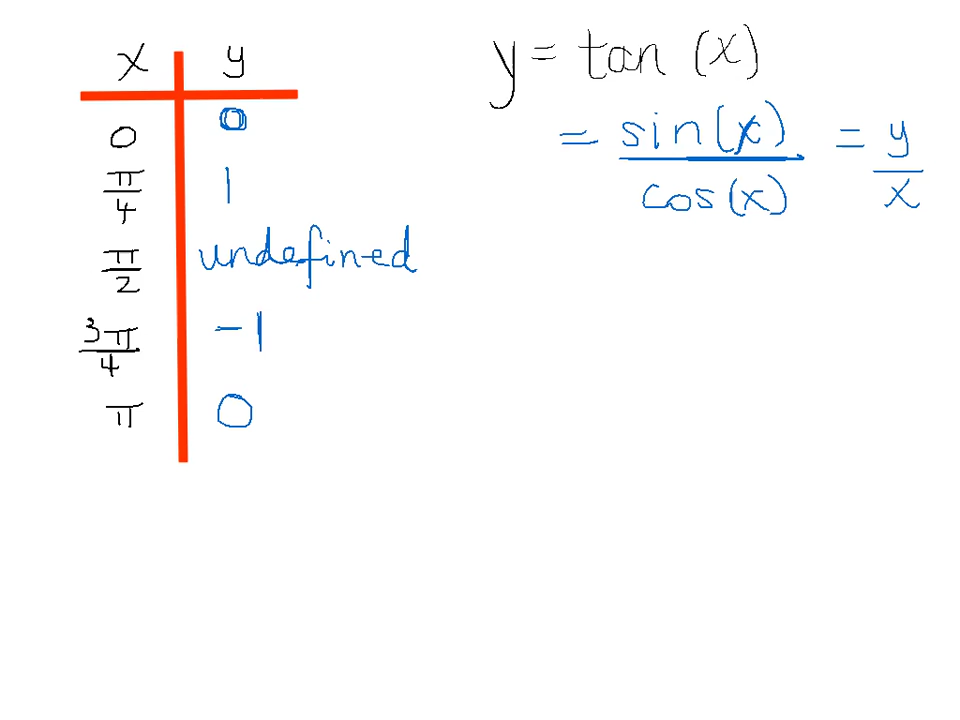 x y
0 0
π/4 1
π/2 undefined
3π/4 -1
π 0
y = tan (x)
= sin(x)/cos(x) = y/x